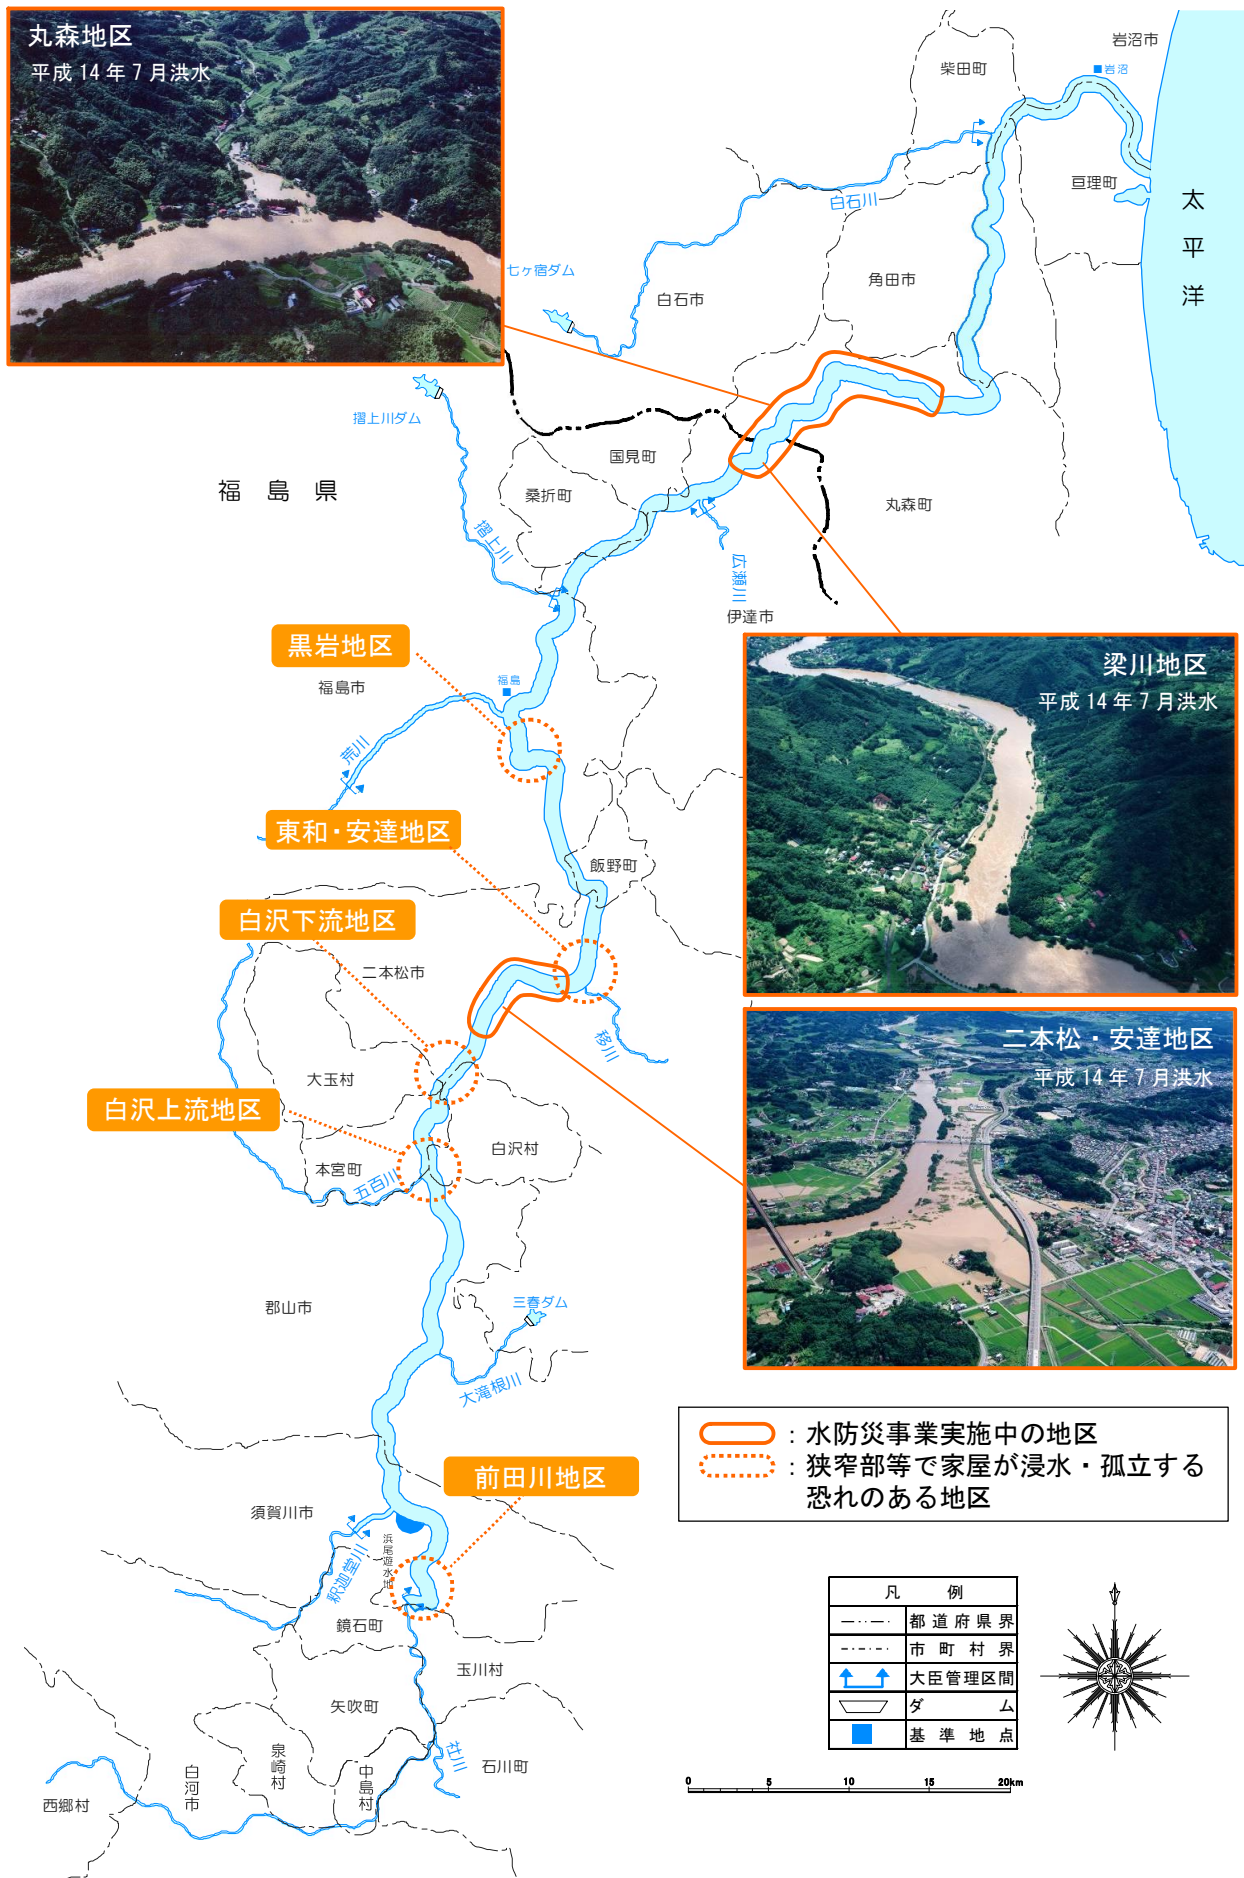 丸森地区
平成14年7月洪水
岩沼市
柴田町
岩沼
亘理町
白石川
太平洋
角田市
七ヶ宿ダム
白石市
摺上川ダム
国見町
福島県
桑折町
丸森町
摺上川
広瀬川
伊達市
黒岩地区
福島市
福島
梁川地区
平成14年7月洪水
荒川
東和・安達地区
飯野町
白沢下流地区
二本松市
移川
二本松・安達地区
平成14年7月洪水
大玉村
白沢上流地区
白沢村
本宮町
五百川
郡山市
三春ダム
大滝根川
:水防災事業実施中の地区
:狭窄部等で家屋が浸水・孤立する
恐れのある地区
前田川地区
須賀川市
浜尾遊水地
釈迦堂川
鏡石町
玉川村
矢吹町
社川
石川町
泉崎村
中島村
白河市
西郷村
凡例
都道府県界
市町村界
大臣管理区間
ダム
基準地点
0 5 10 15 20km